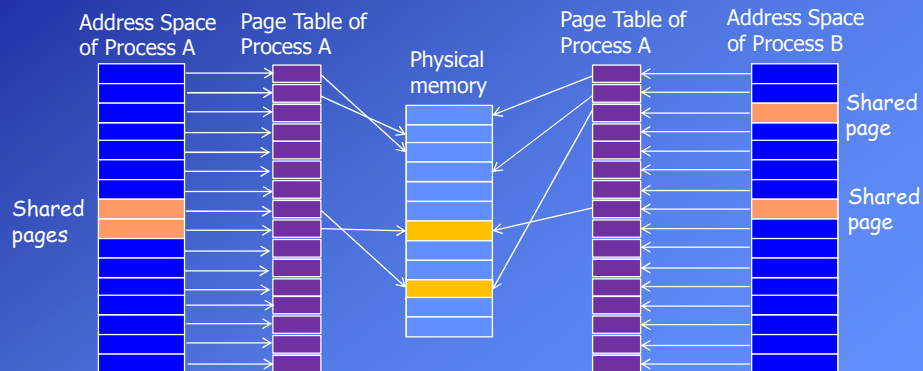 Address Space
of Process A
Page Table of
Process A
Physical
memory
Page Table of
Process A
Address Space
of Process B
Shared
pages
Shared
page
Shared
page